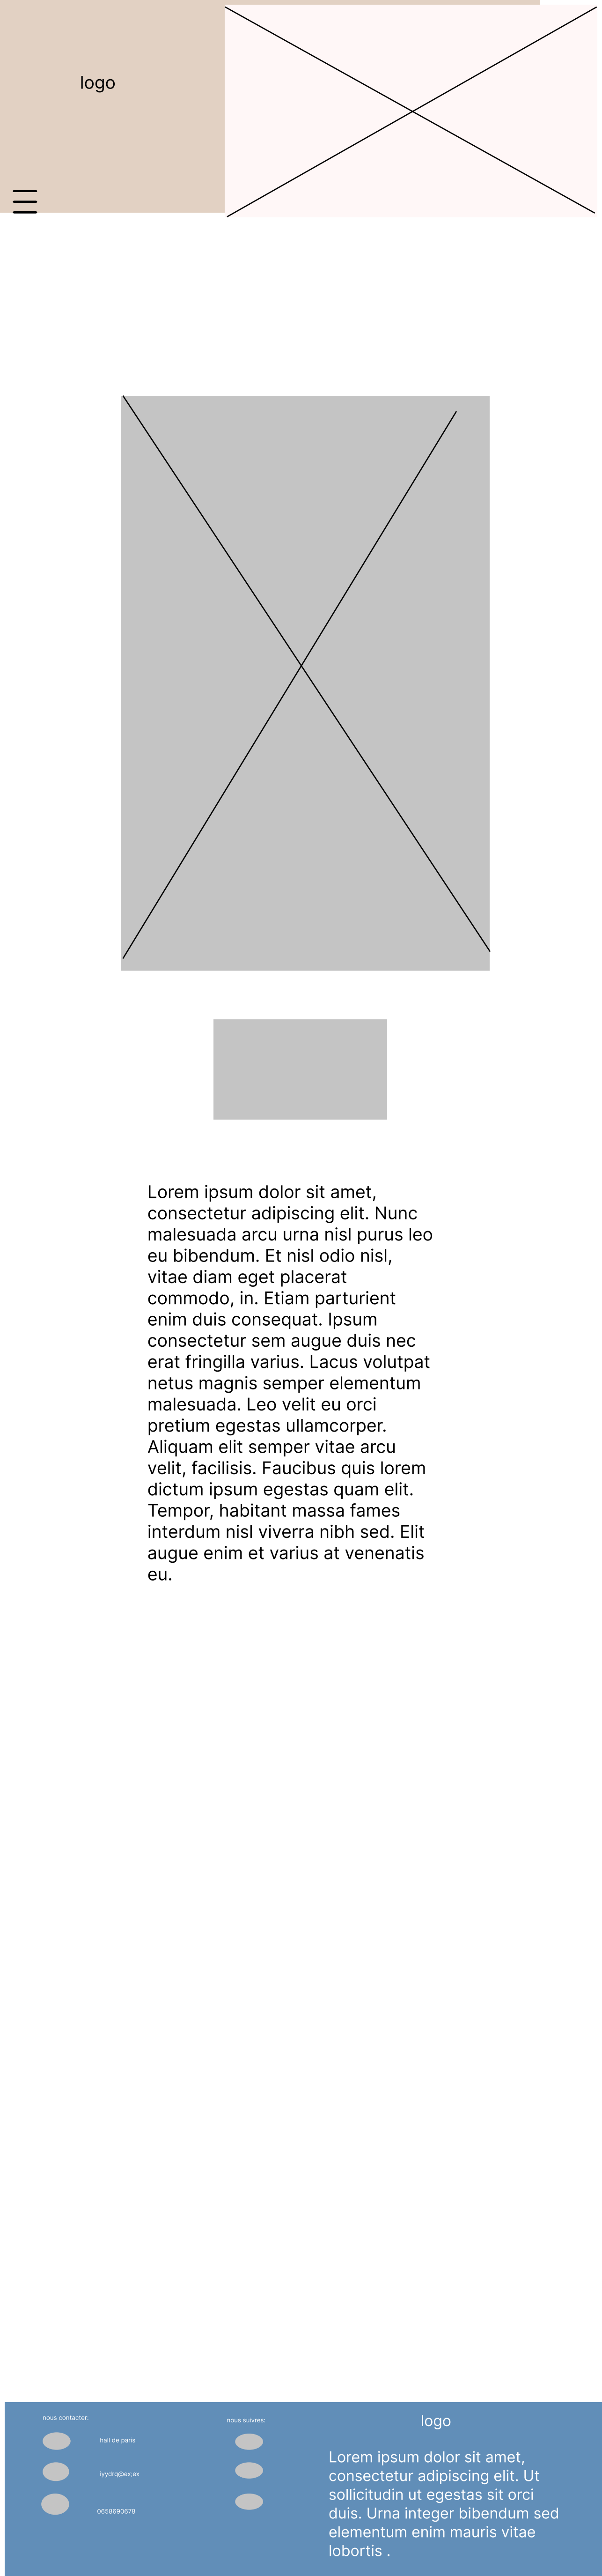 logo
Lorem ipsum dolor sit amet,
consectetur adipiscing elit. Nunc
malesuada arcu urna nisl purus leo
eu bibendum. Et nisl odio nisl,
vitae diam eget placerat
commodo, in. Etiam parturient
enim duis consequat. Ipsum
consectetur sem augue duis nec
erat fringilla varius. Lacus volutpat
netus magnis semper elementum
malesuada. Leo velit eu orci
pretium egestas ullamcorper.
Aliquam elit semper vitae arcu
velit, facilisis. Faucibus quis lorem
dictum ipsum egestas quam elit.
Tempor, habitant massa fames
interdum nisl viverra nibh sed. Elit
augue enim et varius at venenatis
eu.
nous contacter:
hall de paris
iyydrq@ex;ex
0658690678
nous suivres:
logo
Lorem ipsum dolor sit amet,
consectetur adipiscing elit. Ut
sollicitudin ut egestas sit orci
duis. Urna integer bibendum sed
elementum enim mauris vitae
lobortis .